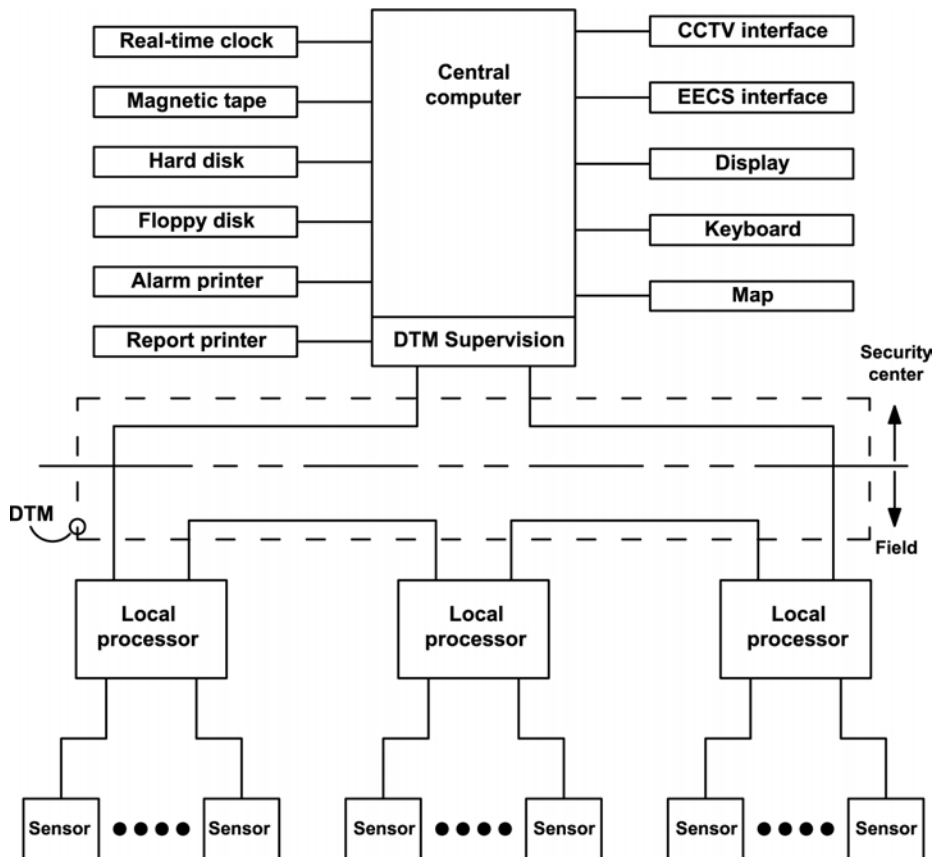 Real-time clock
Magnetic tape
Hard disk
Floppy disk
Alarm printer
Report printer
Central
computer
DTM Supervision
CCTV interface
EECS interface
Display
Keyboard
Map
Security
center
DTM
Field
Local
processor
Local
processor
Local
processor
Sensor
Sensor
Sensor
Sensor
Sensor
Sensor